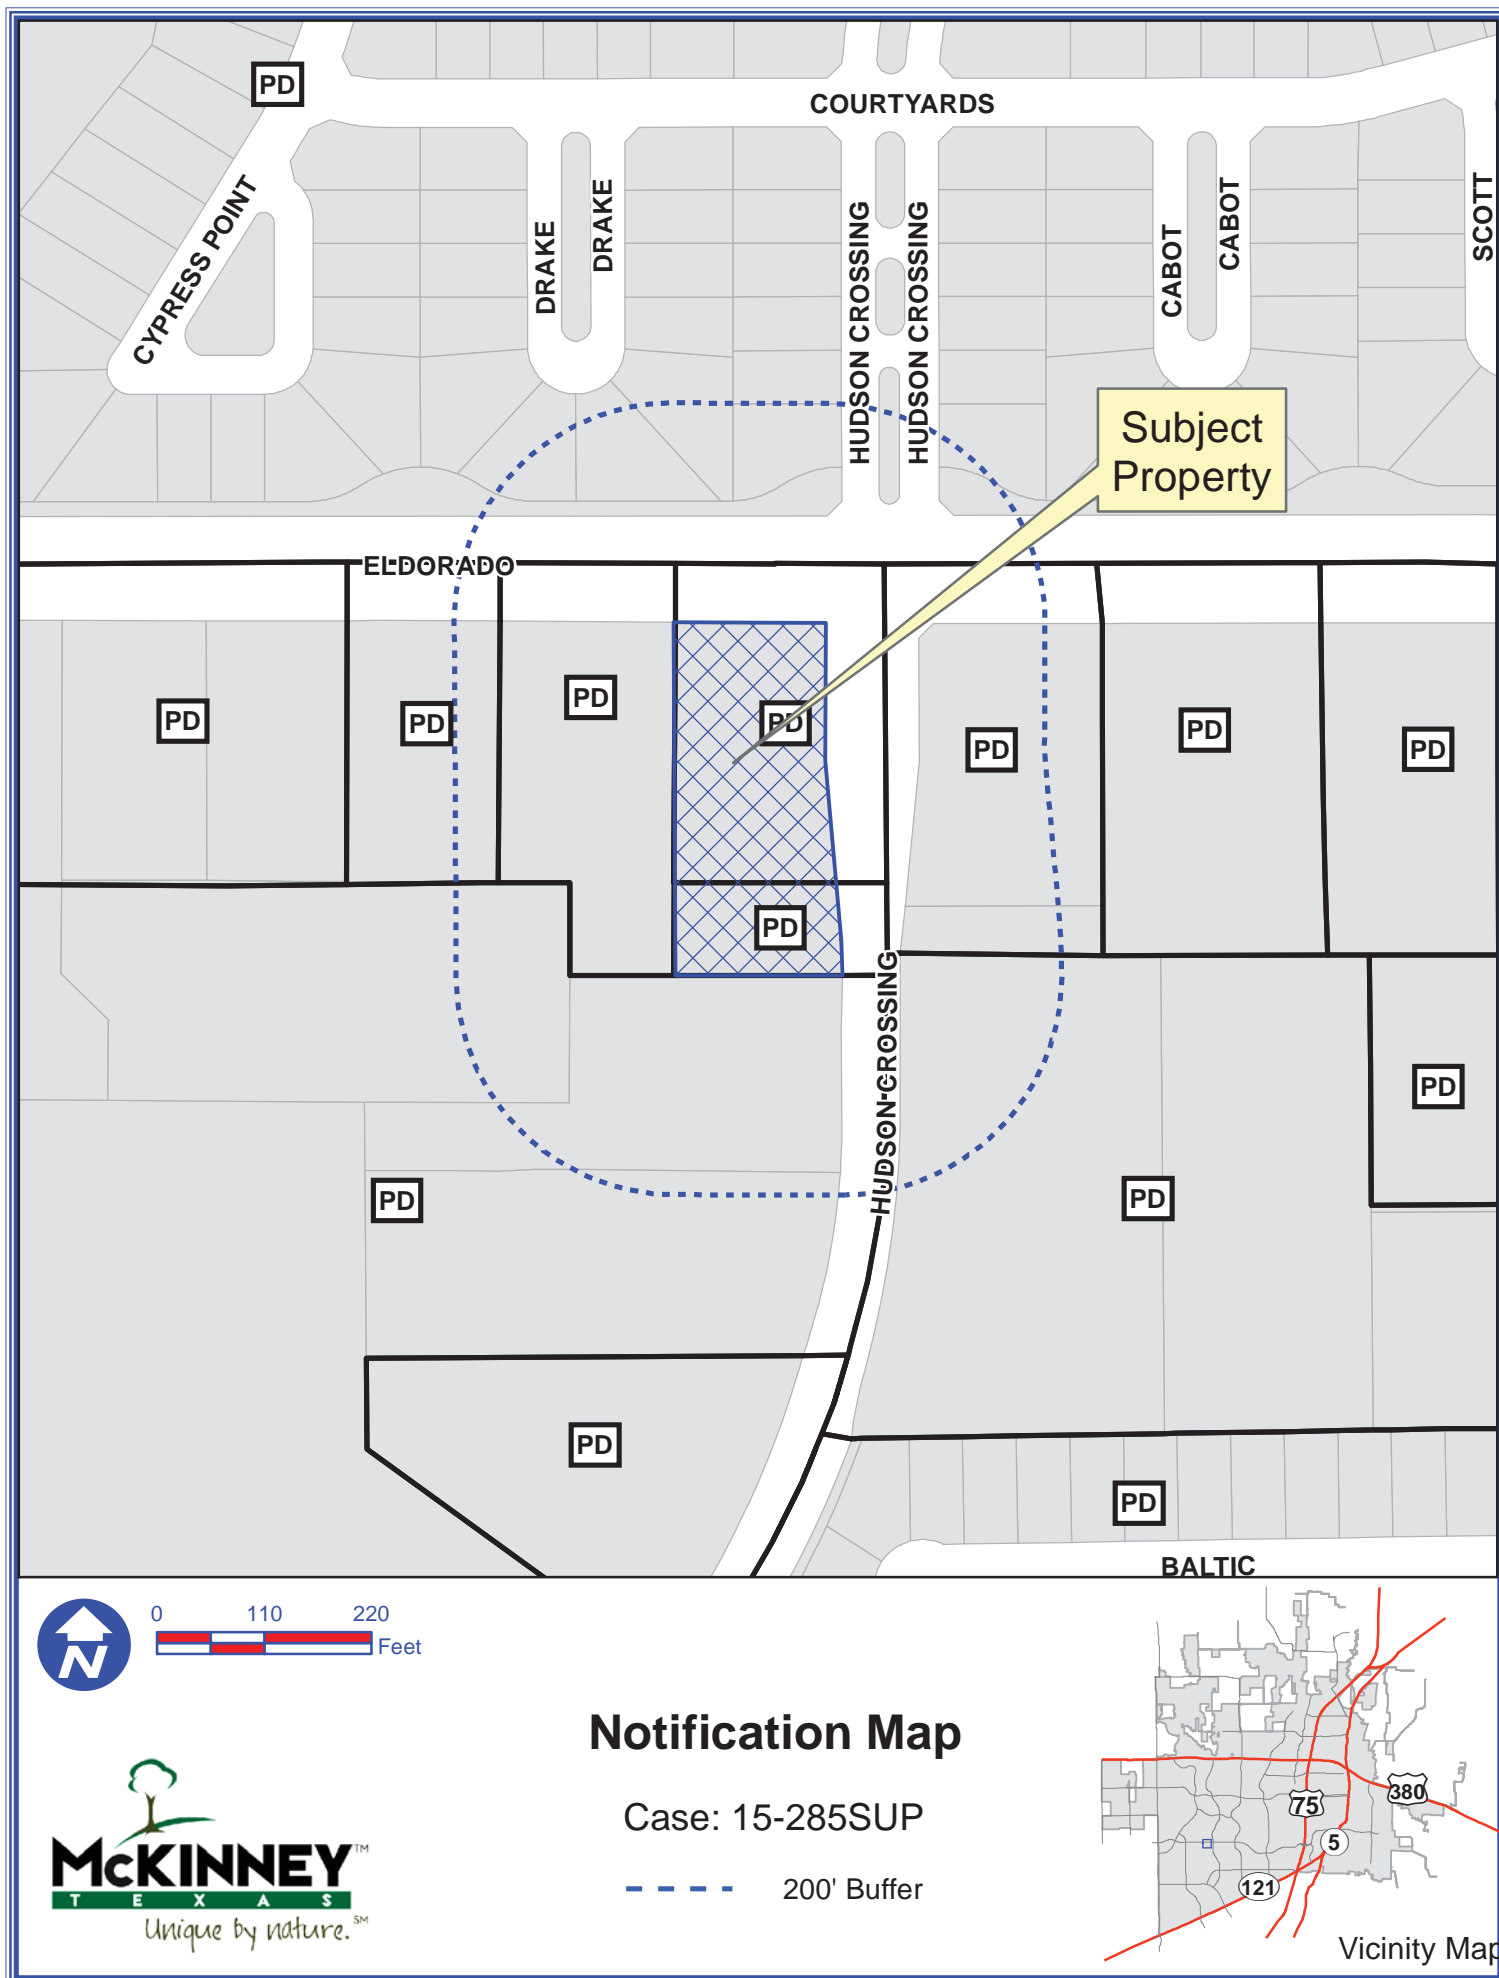 PD
COURTYARDS
CYPRESS POINT
DRAKE
DRAKE
HUDSON CROSSING
HUDSON CROSSING
CABOT
CABOT
SCOTT
Subject
Property
ELDORADO
PD
PD
PD
PD
PD
PD
PD
PD
HUDSON CROSSING
PD
PD
PD
PD
PD
BALTIC
0 110 220
Feet
N
Notification Map
Case: 15-285SUP
200' Buffer
McKINNEY™
TEXAS
Unique by nature.℠
75
380
5
121
Vicinity Map